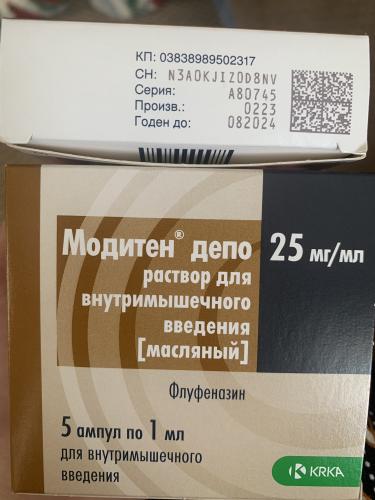 КП: 03838989502317
СН: N3A0KJIZOD8NV
Серия: A80745
Произв.: 0223
Годен до: 082024
Модитен® депо 25 мг/мл
раствор для
внутримышечного
введения
[масляный]
Флуфеназин
5 ампул по 1 мл
для внутримышечного
введения
KRKA